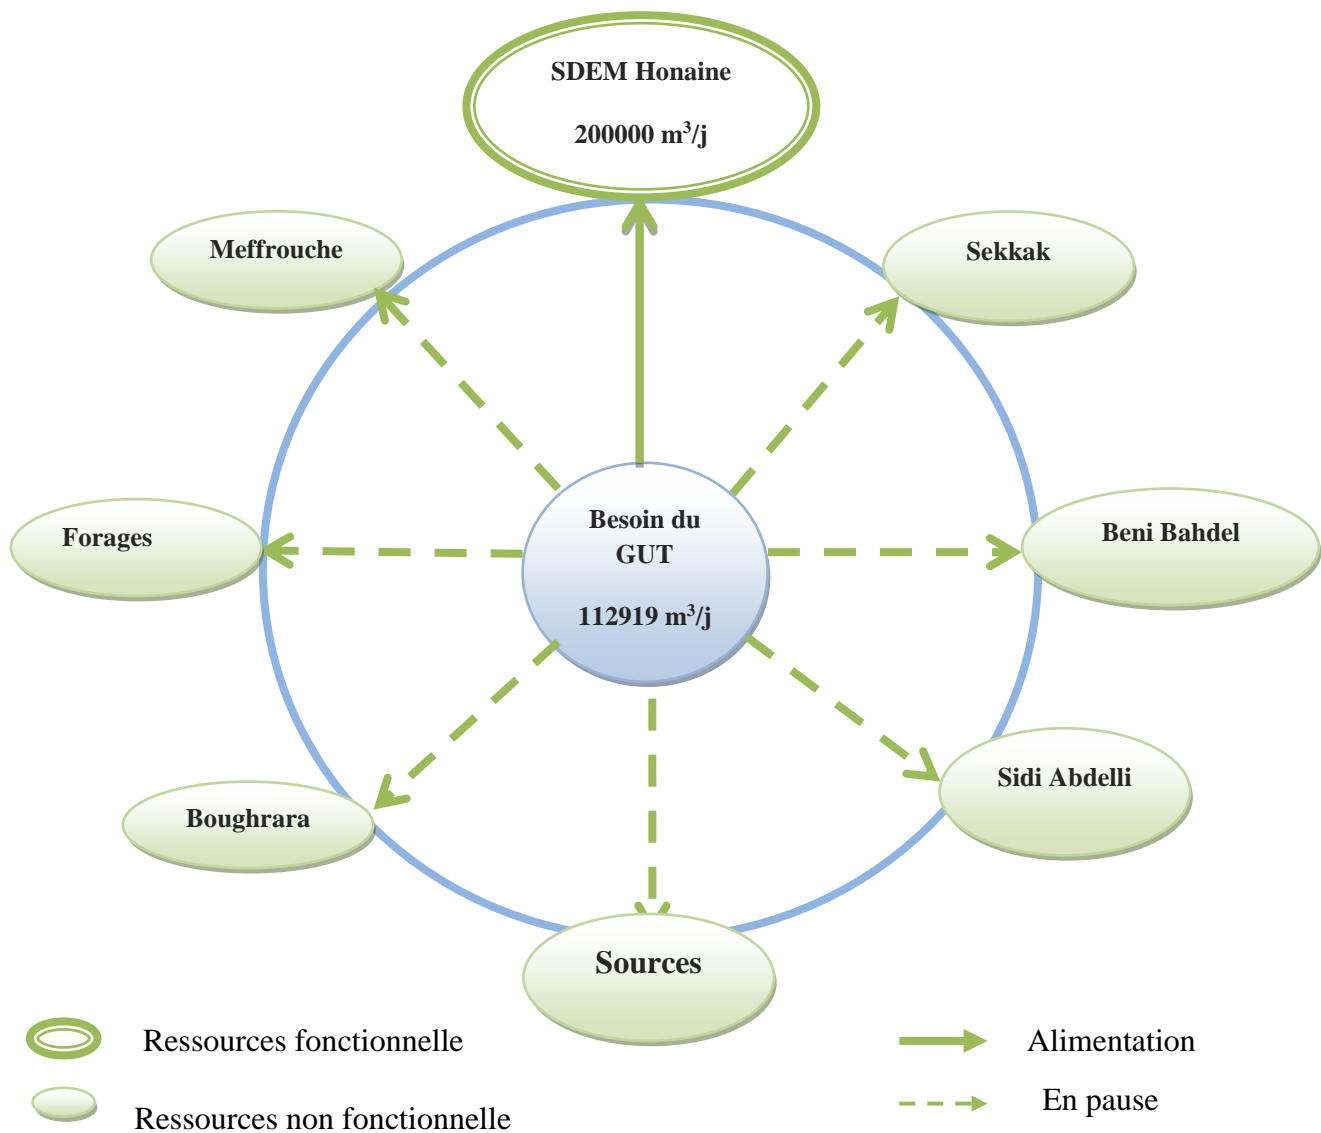 SDEM Honaine
200000 m³/j
Meffrouche
Sekkak
Forages
Besoin du
GUT
112919 m³/j
Beni Bahdel
Boughrara
Sidi Abdelli
Sources
Ressources fonctionnelle
Alimentation
Ressources non fonctionnelle
En pause